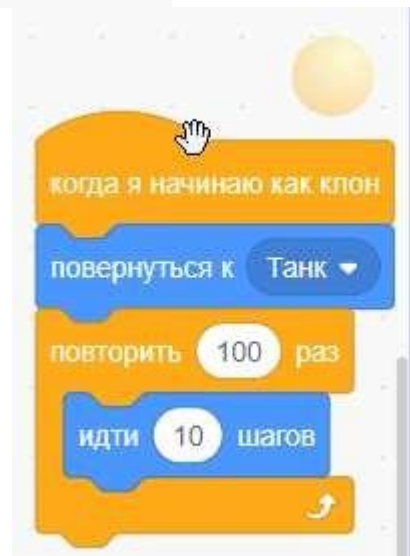 когда я начинаю как клон
повернуться к Танк
повторить 100 раз
идти 10 шагов